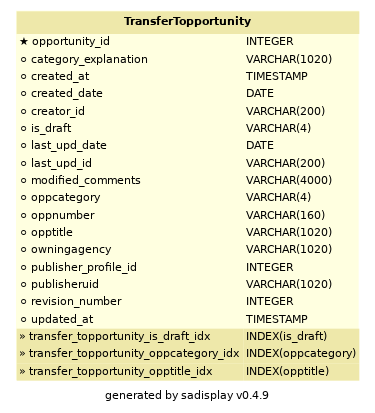 TransferTopportunity
★ opportunity_id INTEGER
○ category_explanation VARCHAR(1020)
○ created_at TIMESTAMP
○ created_date DATE
○ creator_id VARCHAR(200)
○ is_draft VARCHAR(4)
○ last_upd_date DATE
○ last_upd_id VARCHAR(200)
○ modified_comments VARCHAR(4000)
○ oppcategory VARCHAR(4)
○ oppnumber VARCHAR(160)
○ opptitle VARCHAR(1020)
○ owningagency VARCHAR(1020)
○ publisher_profile_id INTEGER
○ publisheruid VARCHAR(1020)
○ revision_number INTEGER
○ updated_at TIMESTAMP
» transfer_topportunity_is_draft_idx INDEX(is_draft)
» transfer_topportunity_oppcategory_idx INDEX(oppcategory)
» transfer_topportunity_opptitle_idx INDEX(opptitle)
generated by sadisplay v0.4.9